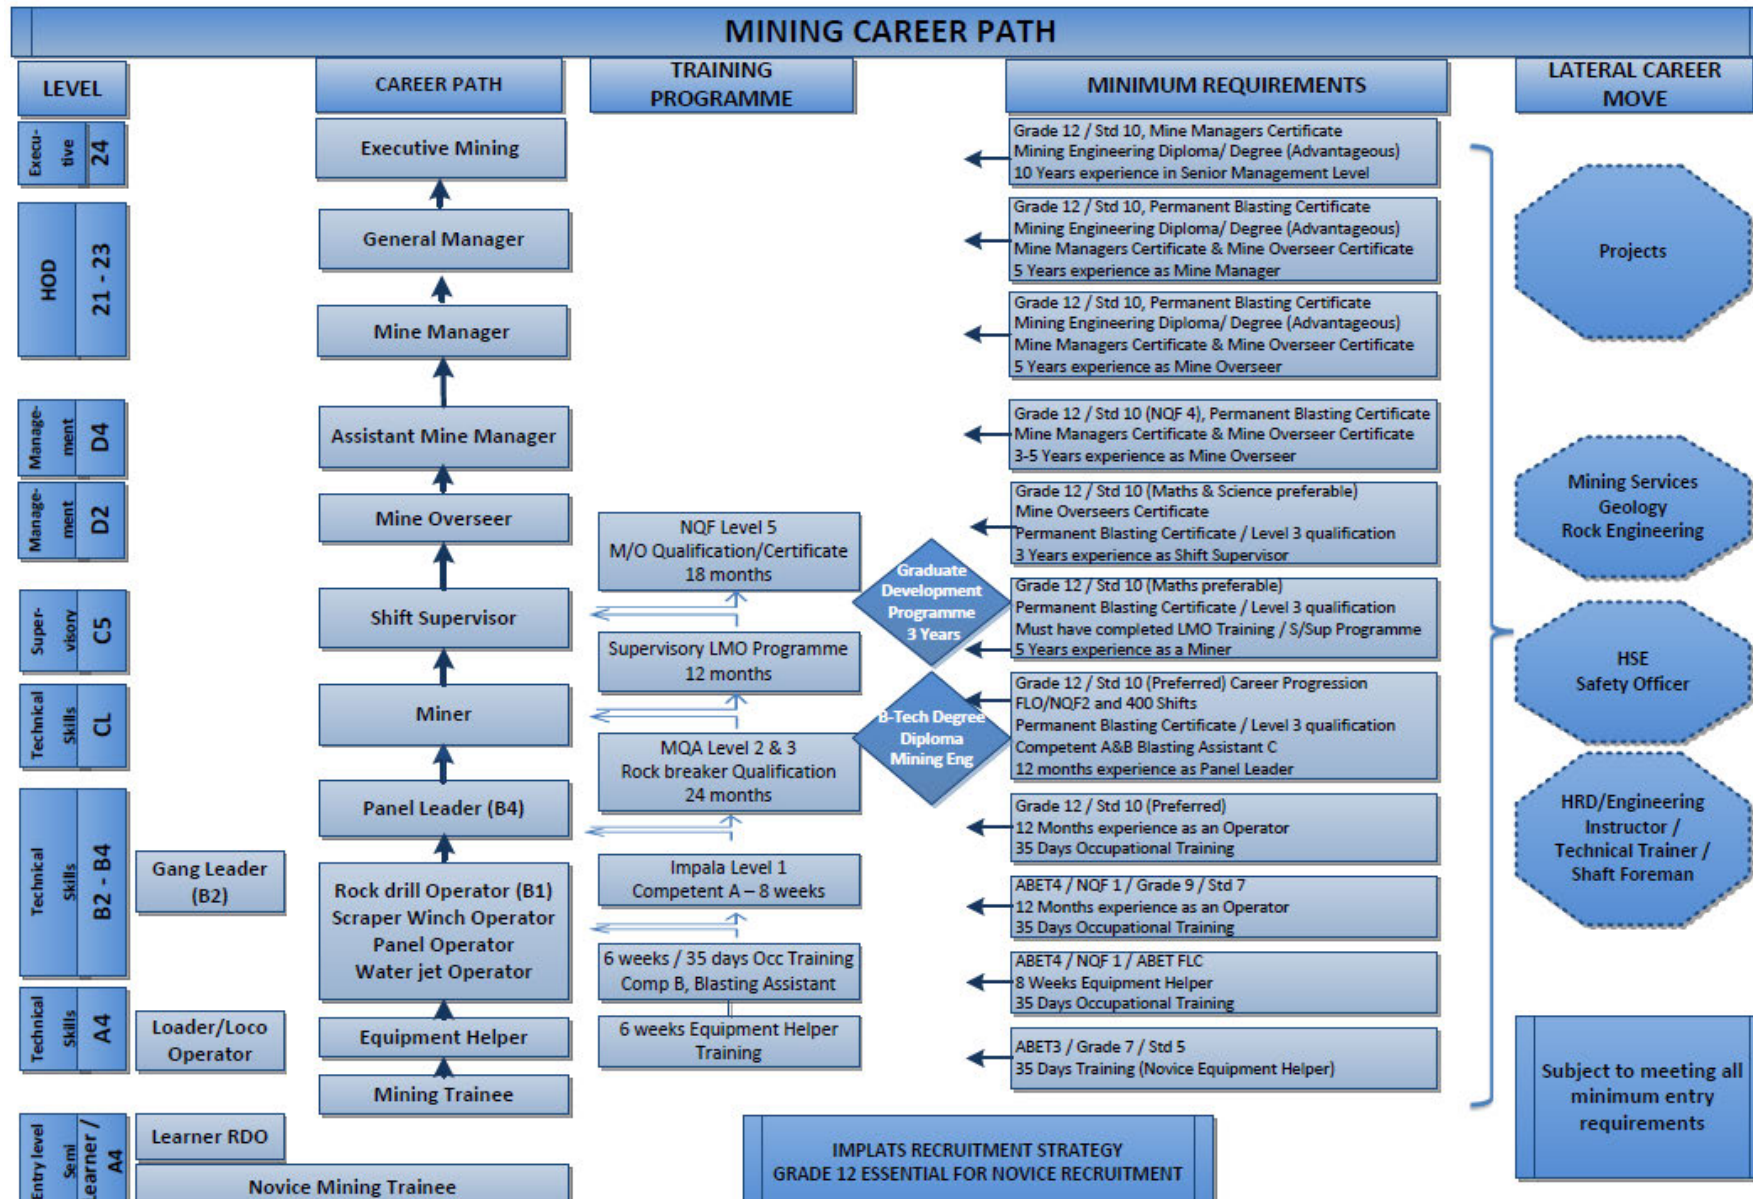 MINING CAREER PATH
LEVEL
CAREER PATH
TRAINING
PROGRAMME
MINIMUM REQUIREMENTS
LATERAL CAREER
MOVE
Execu-
tive
24
Executive Mining
Grade 12 / Std 10, Mine Managers Certificate
Mining Engineering Diploma/ Degree (Advantageous)
10 Years experience in Senior Management Level
HOD
21 - 23
General Manager
Grade 12 / Std 10, Permanent Blasting Certificate
Mining Engineering Diploma/ Degree (Advantageous)
Mine Managers Certificate & Mine Overseer Certificate
5 Years experience as Mine Manager
Projects
Mine Manager
Grade 12 / Std 10, Permanent Blasting Certificate
Mining Engineering Diploma/ Degree (Advantageous)
Mine Managers Certificate & Mine Overseer Certificate
5 Years experience as Mine Overseer
Manage-
ment
D4
Assistant Mine Manager
Grade 12 / Std 10 (NQF 4), Permanent Blasting Certificate
Mine Managers Certificate & Mine Overseer Certificate
3-5 Years experience as Mine Overseer
Manage-
ment
D2
Mine Overseer
NQF Level 5
M/O Qualification/Certificate
18 months
Grade 12 / Std 10 (Maths & Science preferable)
Mine Overseers Certificate
Permanent Blasting Certificate / Level 3 qualification
3 Years experience as Shift Supervisor
Mining Services
Geology
Rock Engineering
Graduate
Development
Programme
3 Years
Super-
visory
C5
Shift Supervisor
Supervisory LMO Programme
12 months
Grade 12 / Std 10 (Maths preferable)
Permanent Blasting Certificate / Level 3 qualification
Must have completed LMO Training / S/Sup Programme
5 Years experience as a Miner
HSE
Safety Officer
Technical
Skills
CL
Miner
MQA Level 2 & 3
Rock breaker Qualification
24 months
B-Tech Degree
Diploma
Mining Eng
Grade 12 / Std 10 (Preferred) Career Progression
FLO/NQF2 and 400 Shifts
Permanent Blasting Certificate / Level 3 qualification
Competent A&B Blasting Assistant C
12 months experience as Panel Leader
HRD/Engineering
Instructor /
Technical Trainer /
Shaft Foreman
Technical
Skills
B2 - B4
Gang Leader
(B2)
Panel Leader (B4)
Grade 12 / Std 10 (Preferred)
12 Months experience as an Operator
35 Days Occupational Training
Rock drill Operator (B1)
Scraper Winch Operator
Panel Operator
Water jet Operator
Impala Level 1
Competent A – 8 weeks
ABET4 / NQF 1 / Grade 9 / Std 7
12 Months experience as an Operator
35 Days Occupational Training
6 weeks / 35 days Occ Training
Comp B, Blasting Assistant
ABET4 / NQF 1 / ABET FLC
8 Weeks Equipment Helper
35 Days Occupational Training
Technical
Skills
A4
Loader/Loco
Operator
Equipment Helper
6 weeks Equipment Helper
Training
ABET3 / Grade 7 / Std 5
35 Days Training (Novice Equipment Helper)
Mining Trainee
Subject to meeting all
minimum entry
requirements
Entry level
Semi
Learner /
A4
Learner RDO
Novice Mining Trainee
IMPLATS RECRUITMENT STRATEGY
GRADE 12 ESSENTIAL FOR NOVICE RECRUITMENT